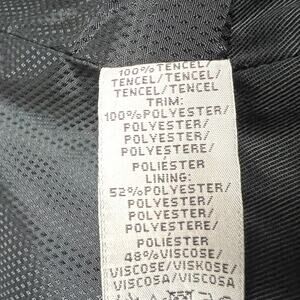 100%TENCEL/
TENCEL/TENCEL/
TENCEL/TENCEL
TRIM:
100%POLYESTER/
POLYESTER/
POLYESTER/
POLYESTERE/
POLIÉSTER
LINING:
52%POLYESTER/
POLYESTER/
POLYESTER/
POLYESTERE/
POLIÉSTER
48%VISCOSE/
VISCOSE/VISKOSE/
VISCOSA/VISCOSA